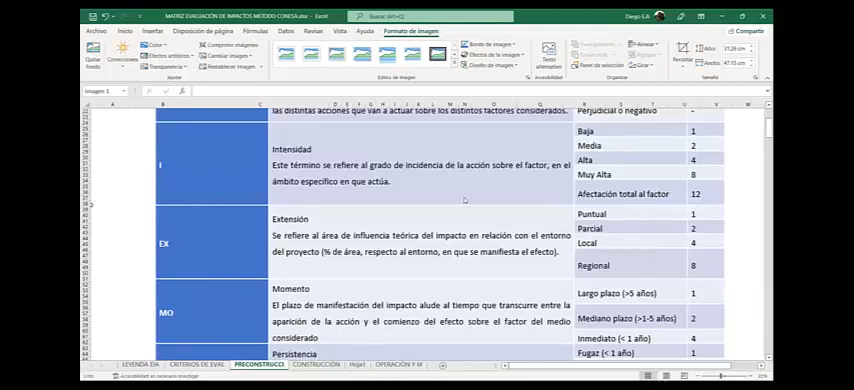 MATRIZ EVALUACIÓN DE IMPACTOS METODO CONESA.xlsx - Excel
Buscar (Alt+Q)
Diego E.A
Archivo Inicio Insertar Disposición de página Fórmulas Datos Revisar Vista Ayuda Formato de imagen
Compartir
Quitar fondo
Correcciones
Color
Efectos artísticos
Transparencia
Comprimir imágenes
Cambiar imagen
Restablecer imagen
Borde de imagen
Efectos de la imagen
Diseño de imagen
Texto alternativo
Panel de selección
Alinear
Girar
Recortar
Alto: 31,26 cm
Ancho: 47,15 cm
Ajustar
Estilos de imagen
Accesibilidad
Organizar
Tamaño
Imagen 1
las distintas acciones que van a actuar sobre los distintos factores considerados.
Perjudicial o negativo -
I
Intensidad
Este término se refiere al grado de incidencia de la acción sobre el factor, en el
ámbito específico en que actúa.
Baja 1
Media 2
Alta 4
Muy Alta 8
Afectación total al factor 12
EX
Extensión
Se refiere al área de influencia teórica del impacto en relación con el entorno
del proyecto (% de área, respecto al entorno, en que se manifiesta el efecto).
Puntual 1
Parcial 2
Local 4
Regional 8
MO
Momento
El plazo de manifestación del impacto alude al tiempo que transcurre entre la
aparición de la acción y el comienzo del efecto sobre el factor del medio
considerado
Largo plazo (>5 años) 1
Mediano plazo (>1-5 años) 2
Inmediato (< 1 año) 4
Persistencia
Fugaz (< 1 año) 1
LEYENDA EIA CRITERIOS DE EVAL PRECONSTRUCCI CONSTRUCCIÓN Hoja1 OPERACIÓN Y M
Listo Accesibilidad: es necesario investigar